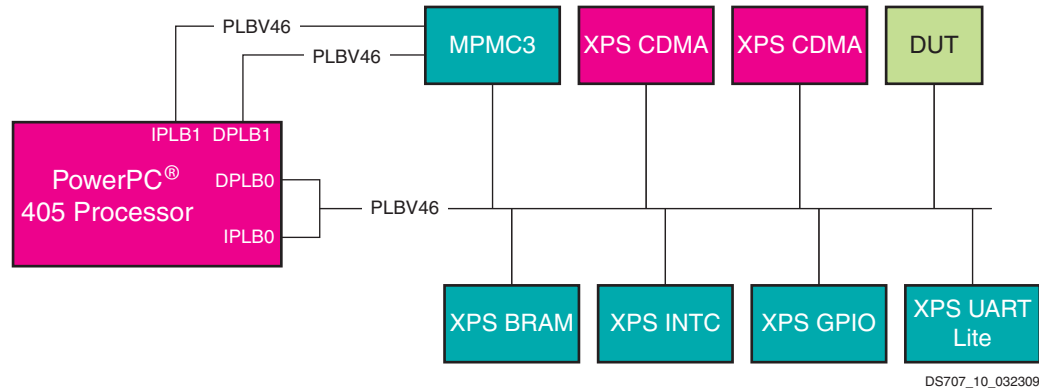 PLBV46
PLBV46
MPMC3
XPS CDMA
XPS CDMA
DUT
IPLB1 DPLB1
PowerPC®
405 Processor
DPLB0
IPLB0
PLBV46
XPS BRAM
XPS INTC
XPS GPIO
XPS UART
Lite
DS707_10_032309